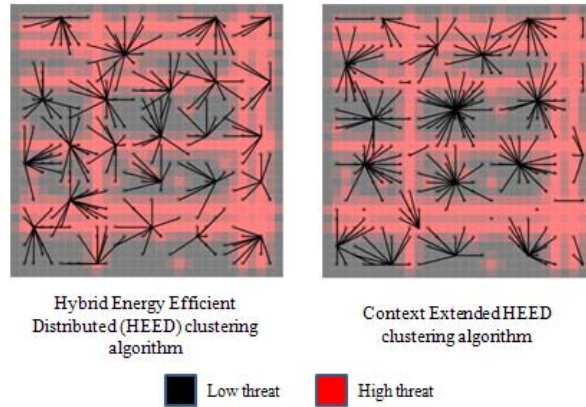 Hybrid Energy Efficient
Distributed (HEED) clustering
algorithm
Context Extended HEED
clustering algorithm
Low threat
High threat